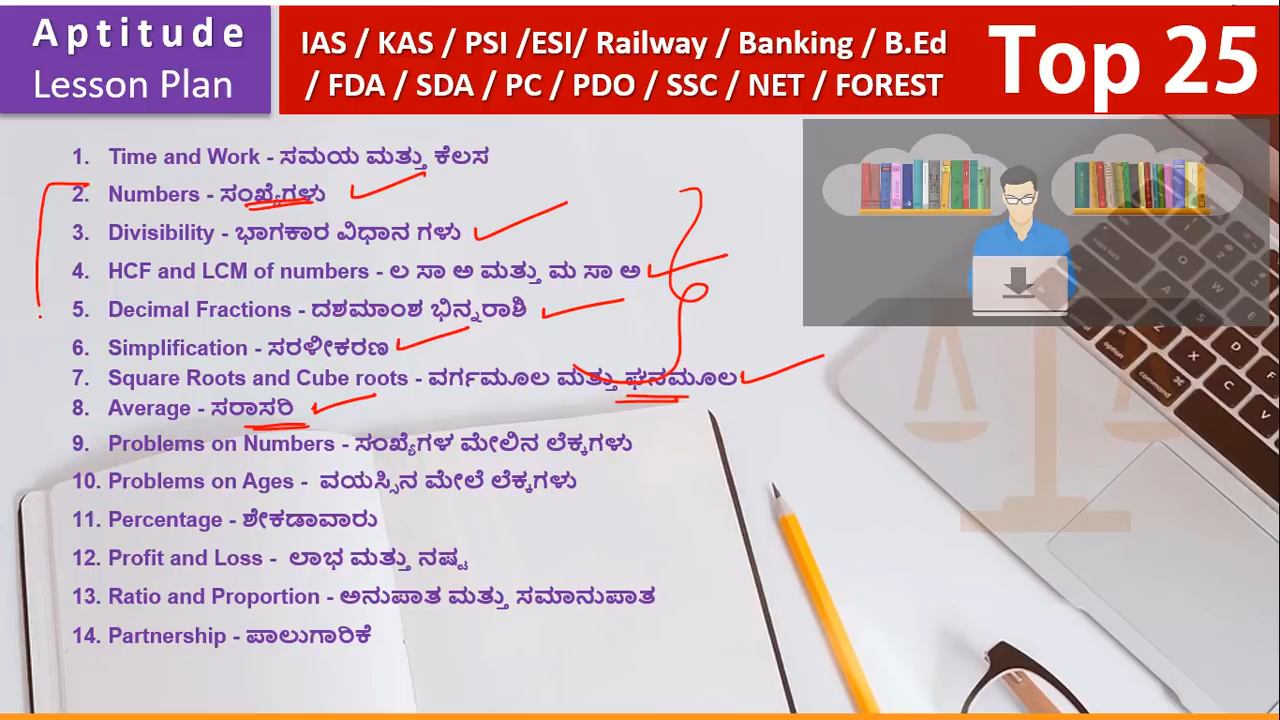 Aptitude
Lesson Plan
IAS / KAS / PSI /ESI/ Railway / Banking / B.Ed
/ FDA / SDA / PC / PDO / SSC / NET / FOREST
Top 25
1. Time and Work - ಸಮಯ ಮತ್ತು ಕೆಲಸ
2. Numbers - ಸಂಖ್ಯೆಗಳು
3. Divisibility - ಭಾಗಕಾರ ವಿಧಾನ ಗಳು
4. HCF and LCM of numbers - ಲ ಸಾ ಅ ಮತ್ತು ಮ ಸಾ ಅ
5. Decimal Fractions - ದಶಮಾಂಶ ಭಿನ್ನರಾಶಿ
6. Simplification - ಸರಳೀಕರಣ
7. Square Roots and Cube roots - ವರ್ಗಮೂಲ ಮತ್ತು ಘನಮೂಲ
8. Average - ಸರಾಸರಿ
9. Problems on Numbers - ಸಂಖ್ಯೆಗಳ ಮೇಲಿನ ಲೆಕ್ಕಗಳು
10. Problems on Ages - ವಯಸ್ಸಿನ ಮೇಲೆ ಲೆಕ್ಕಗಳು
11. Percentage - ಶೇಕಡಾವಾರು
12. Profit and Loss - ಲಾಭ ಮತ್ತು ನಷ್ಟ
13. Ratio and Proportion - ಅನುಪಾತ ಮತ್ತು ಸಮಾನುಪಾತ
14. Partnership - ಪಾಲುಗಾರಿಕೆ